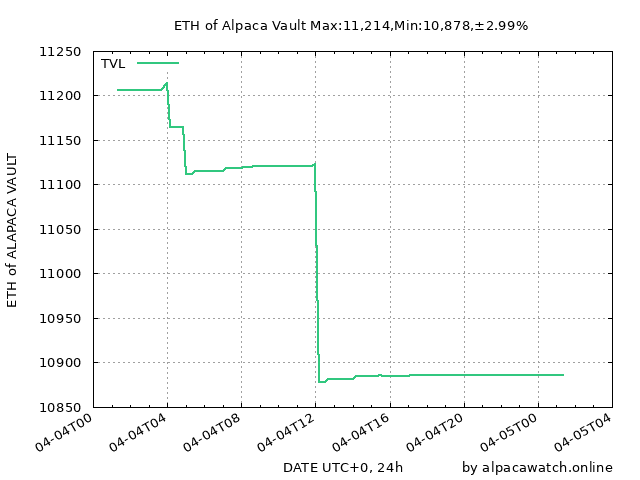 ETH of Alpaca Vault Max:11,214,Min:10,878,±2.99%
TVL
11250
11200
11150
11100
11050
11000
10950
10900
10850
ETH of ALAPACA VAULT
04-04T00
04-04T04
04-04T08
04-04T12
04-04T16
04-04T20
04-05T00
04-05T04
DATE UTC+0, 24h
by alpacawatch.online